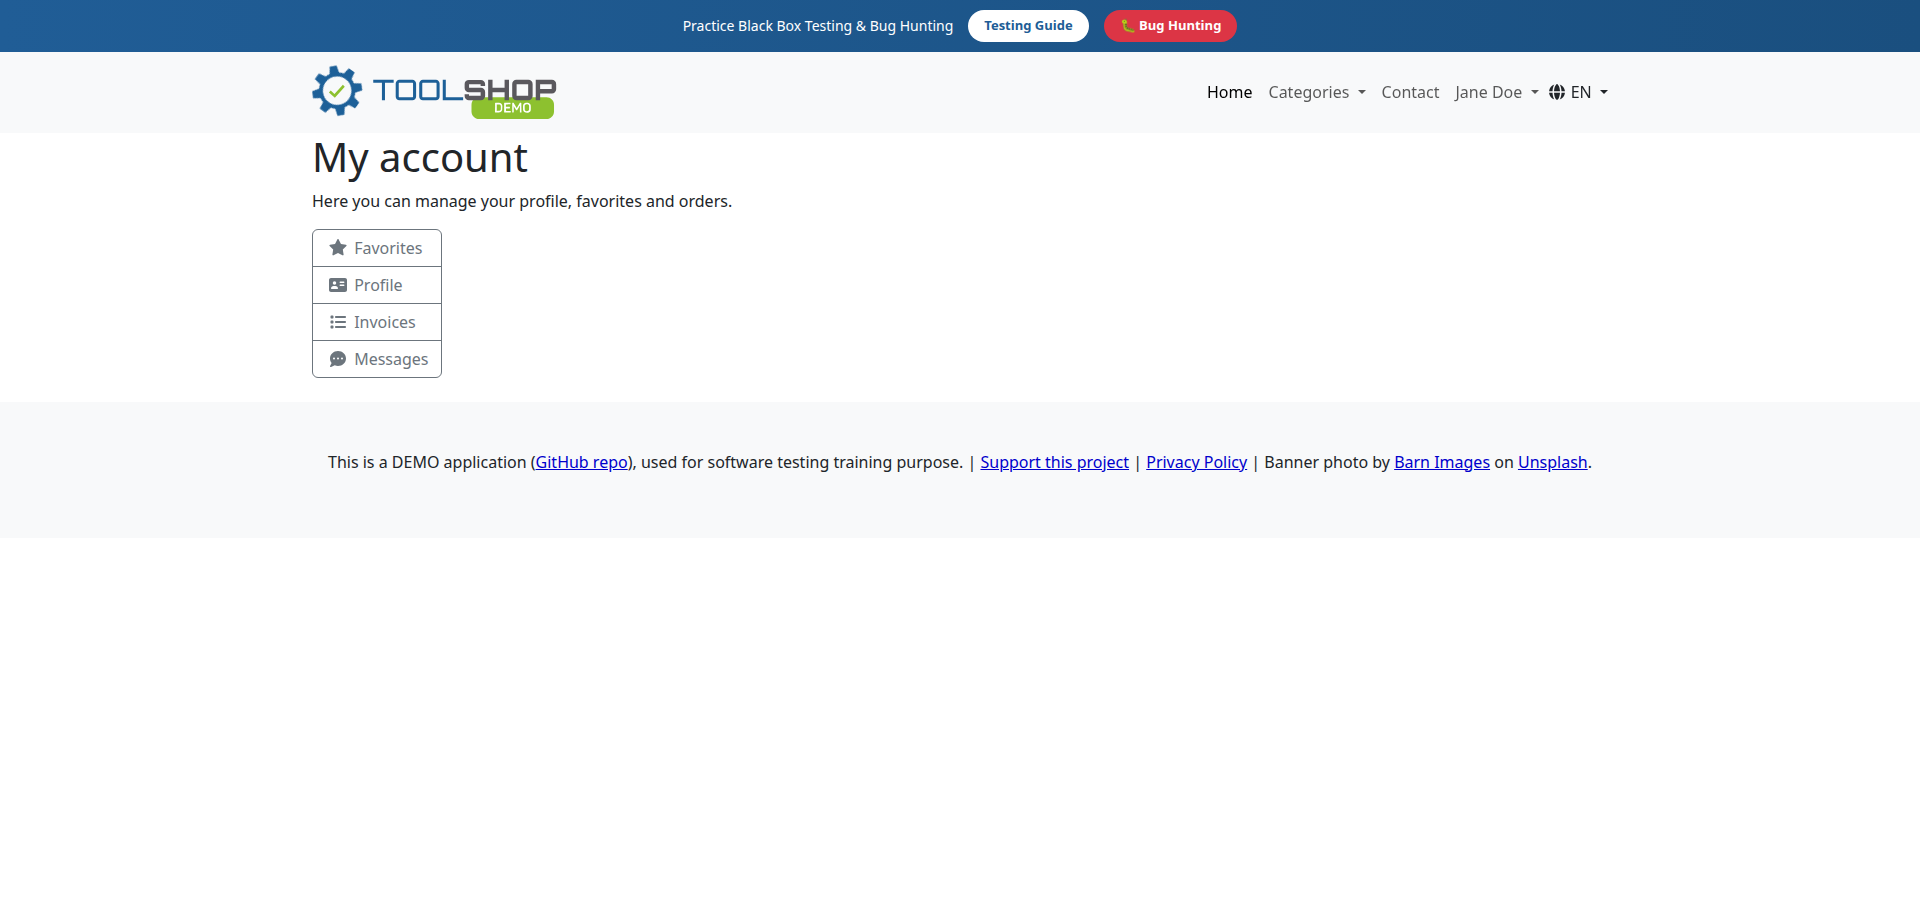 Practice Black Box Testing & Bug Hunting Testing Guide Bug Hunting
TOOLSHOP
DEMO
Home Categories Contact Jane Doe EN
My account
Here you can manage your profile, favorites and orders.
Favorites
Profile
Invoices
Messages
This is a DEMO application (GitHub repo), used for software testing training purpose. | Support this project | Privacy Policy | Banner photo by Barn Images on Unsplash.